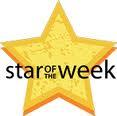 star OF THE week